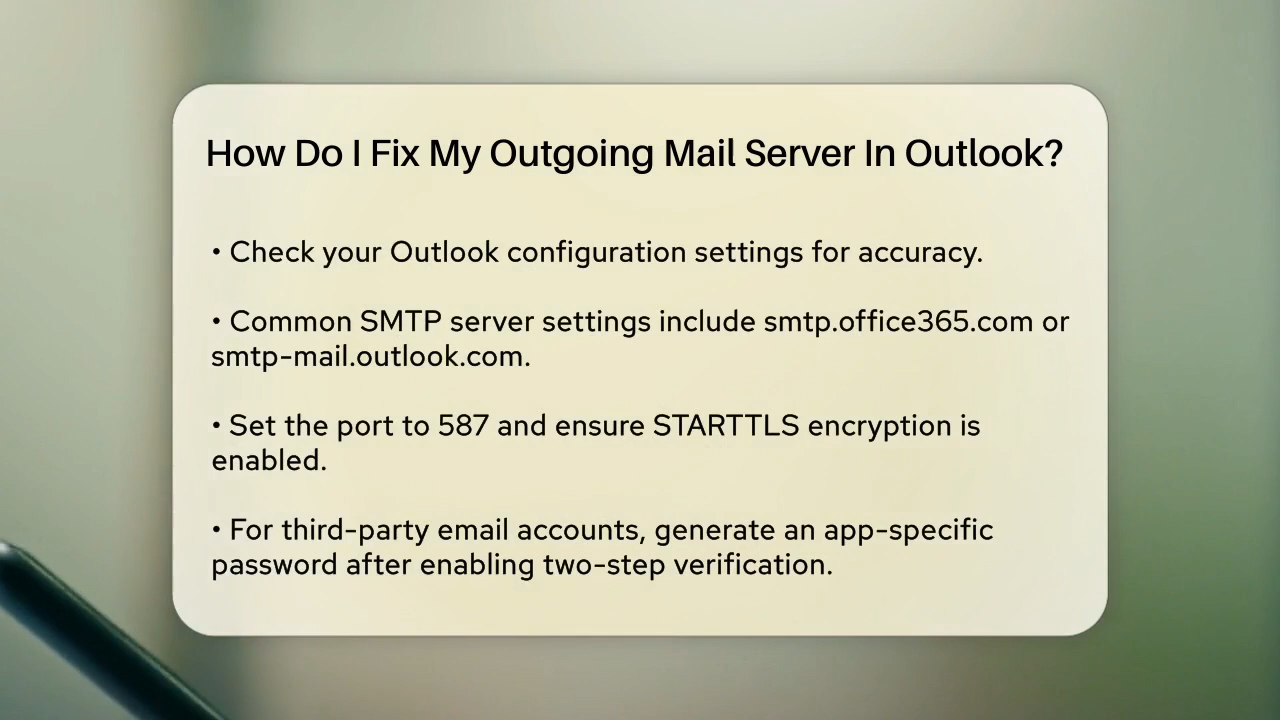 How Do I Fix My Outgoing Mail Server In Outlook?
• Check your Outlook configuration settings for accuracy.
• Common SMTP server settings include smtp.office365.com or
smtp-mail.outlook.com.
• Set the port to 587 and ensure STARTTLS encryption is
enabled.
• For third-party email accounts, generate an app-specific
password after enabling two-step verification.